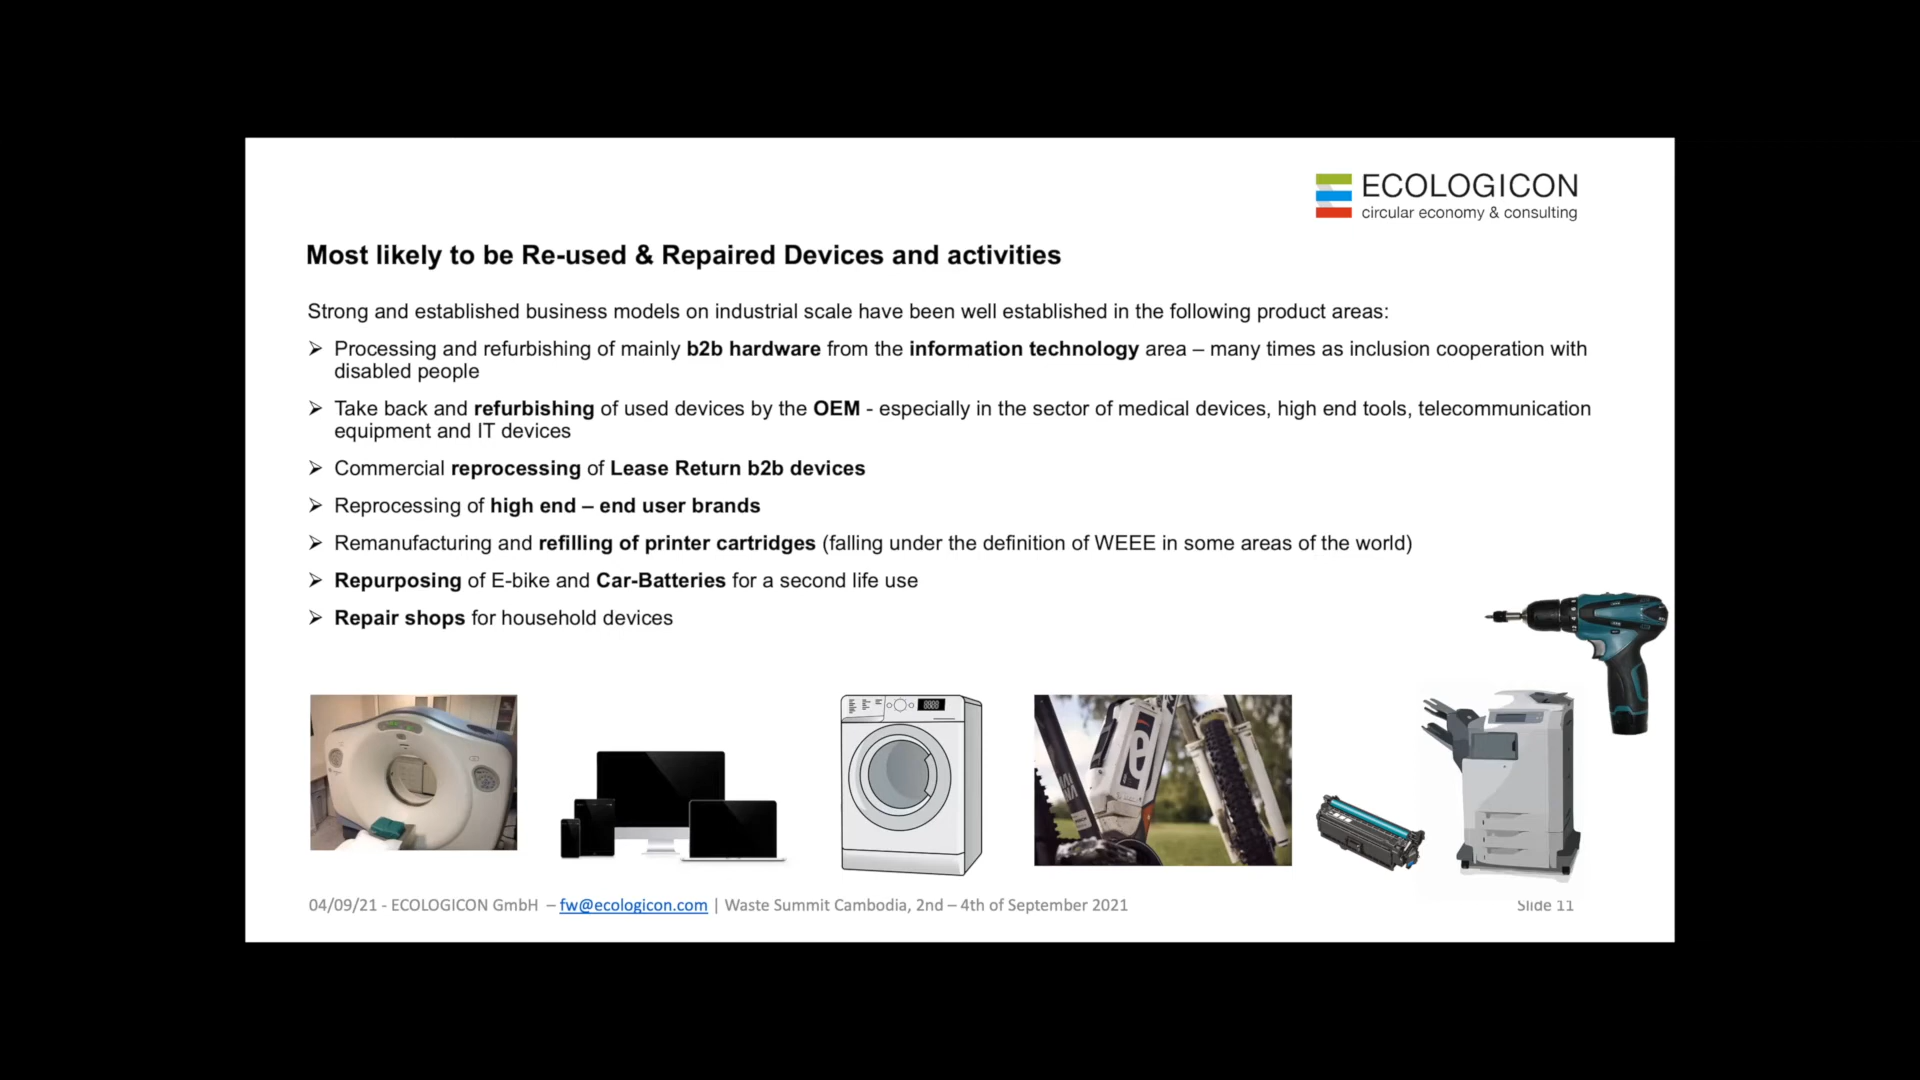 ECOLOGICON
circular economy & consulting
Most likely to be Re-used & Repaired Devices and activities
Strong and established business models on industrial scale have been well established in the following product areas:
➢ Processing and refurbishing of mainly b2b hardware from the information technology area – many times as inclusion cooperation with
disabled people
➢ Take back and refurbishing of used devices by the OEM - especially in the sector of medical devices, high end tools, telecommunication
equipment and IT devices
➢ Commercial reprocessing of Lease Return b2b devices
➢ Reprocessing of high end – end user brands
➢ Remanufacturing and refilling of printer cartridges (falling under the definition of WEEE in some areas of the world)
➢ Repurposing of E-bike and Car-Batteries for a second life use
➢ Repair shops for household devices
04/09/21 - ECOLOGICON GmbH – fw@ecologicon.com | Waste Summit Cambodia, 2nd – 4th of September 2021
Slide 11